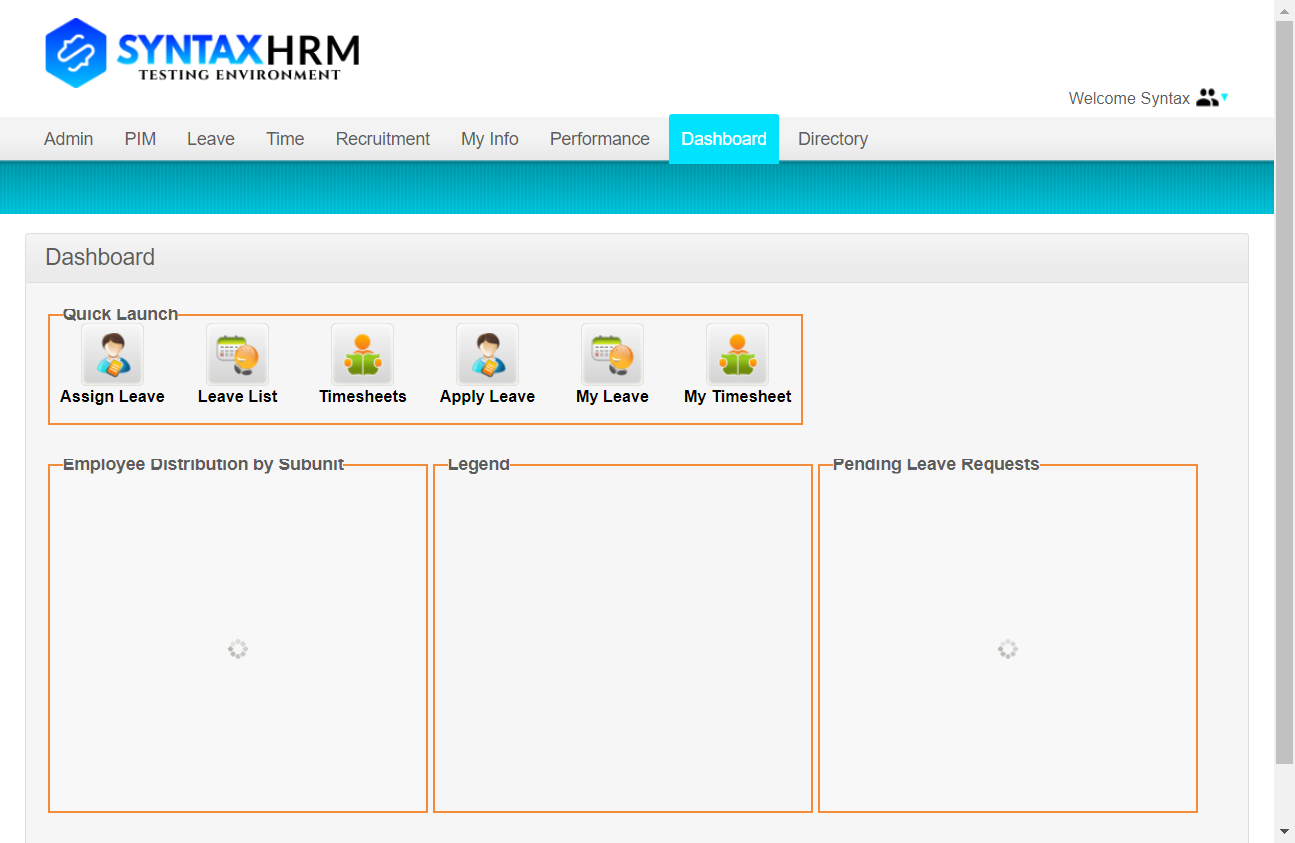 SYNTAXHRM
TESTING ENVIRONMENT
Welcome Syntax
Admin PIM Leave Time Recruitment My Info Performance Dashboard Directory
Dashboard
Quick Launch
Assign Leave Leave List Timesheets Apply Leave My Leave My Timesheet
Employee Distribution by Subunit Legend Pending Leave Requests